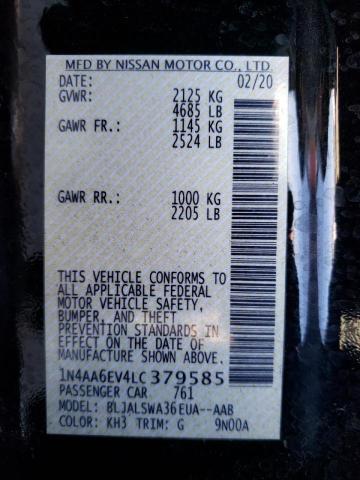 MFD BY NISSAN MOTOR CO., LTD.
DATE: 02/20
GVWR: 2125 KG
4685 LB
GAWR FR.: 1145 KG
2524 LB
GAWR RR.: 1000 KG
2205 LB
THIS VEHICLE CONFORMS TO
ALL APPLICABLE FEDERAL
MOTOR VEHICLE SAFETY,
BUMPER, AND THEFT
PREVENTION STANDARDS IN
EFFECT ON THE DATE OF
MANUFACTURE SHOWN ABOVE.
1N4AA6EV4LC379585
PASSENGER CAR 761
MODEL: BLJALSWA36EUA--AAB
COLOR: KH3 TRIM: G 9N00A